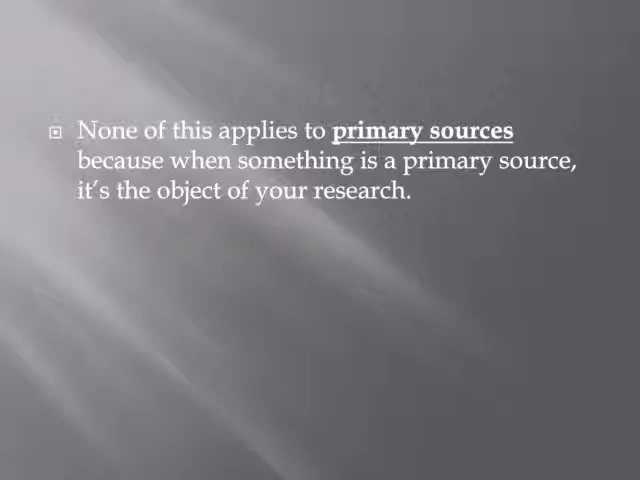 None of this applies to primary sources
because when something is a primary source,
it’s the object of your research.